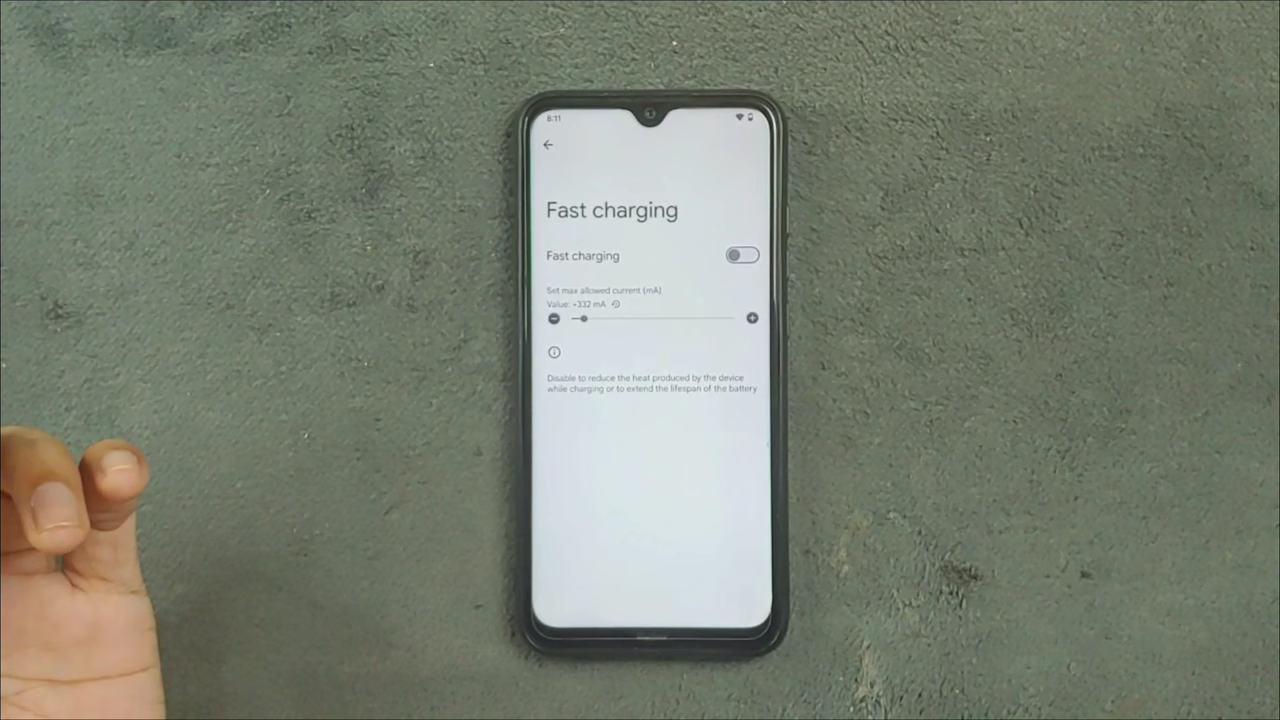 8:11
Fast charging
Fast charging
Set max allowed current (mA)
Value: +332 mA
Disable to reduce the heat produced by the device
while charging or to extend the lifespan of the battery